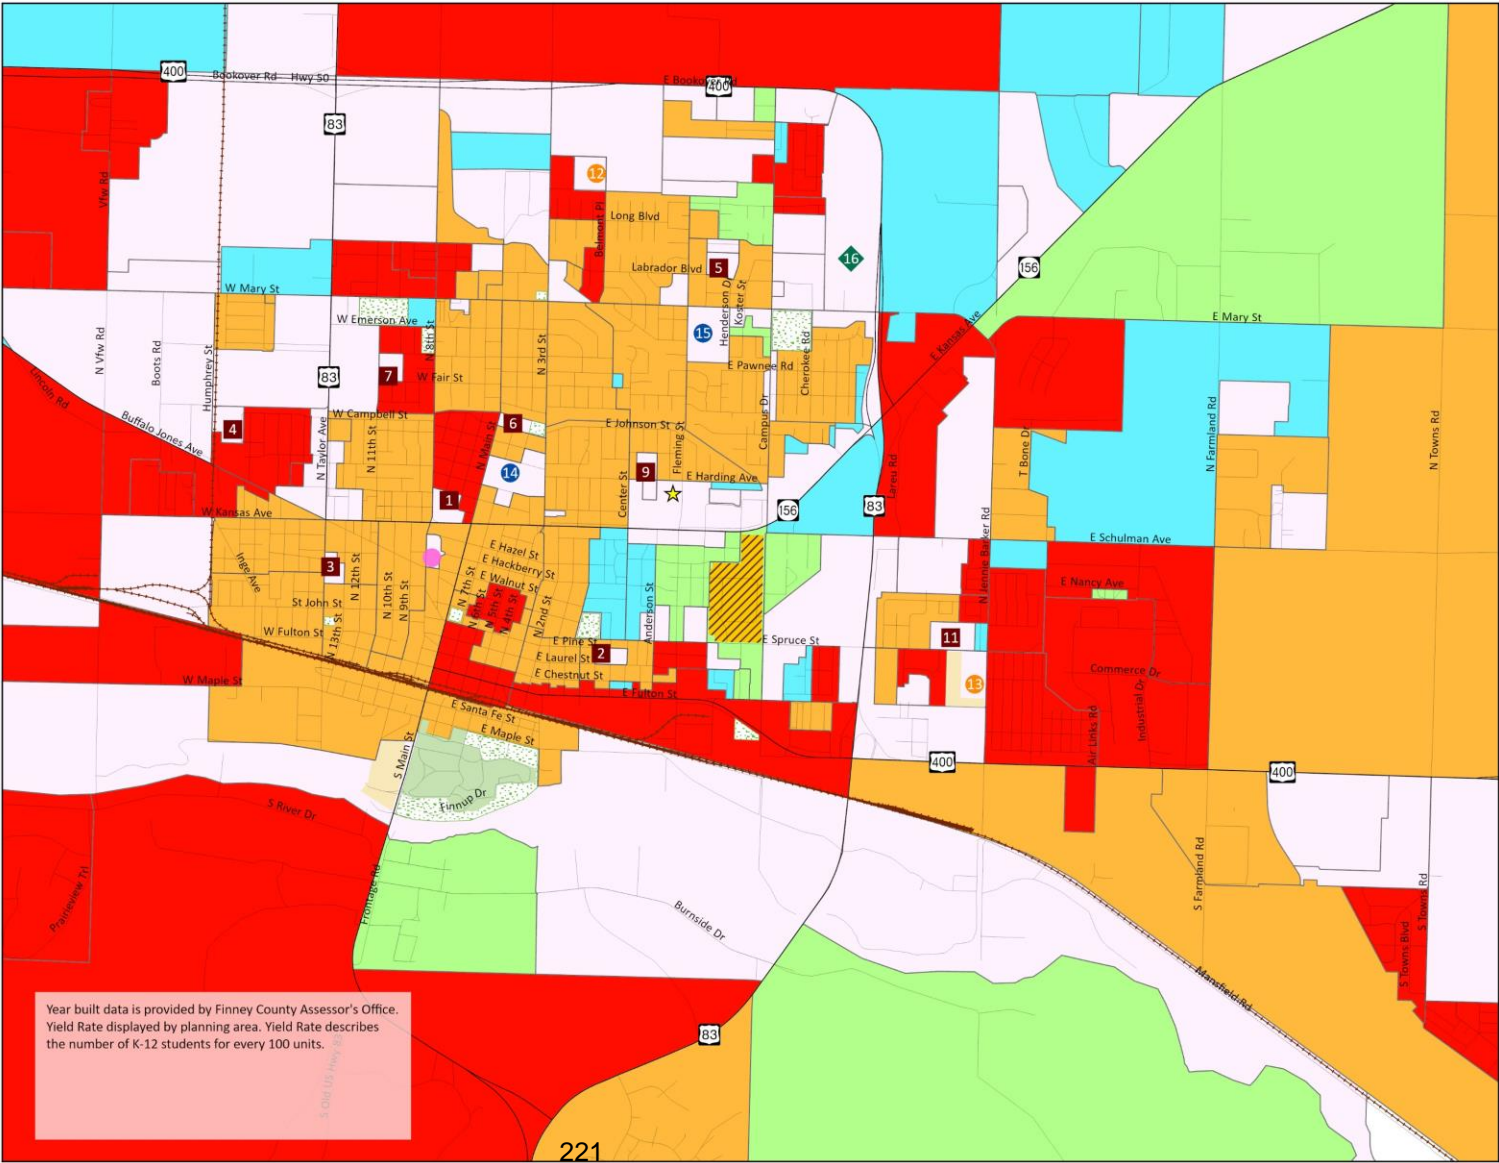 400
Bookover Rd Hwy 50
E Bookover Rd
400
83
Vfw Rd
12
Long Blvd
Belmont Pl
Labrador Blvd
5
16
156
Henderson Dr
Koster St
W Mary St
W Emerson Ave
N 8th St
N 3rd St
15
E Mary St
E Kansas Ave
N Vfw Rd
Boots Rd
Humphrey St
83
7
W Fair St
E Pawnee Rd
Cherokee Rd
Lincoln Rd
Buffalo Jones Ave
4
W Campbell St
N Taylor Ave
N 11th St
N Main St
6
E Johnson St
Fleming St
Campus Dr
T Bone Dr
N Farmland Rd
N Towns Rd
14
9
E Harding Ave
Center St
Lareu Rd
1
156
83
W Kansas Ave
N Jennie Barker Rd
E Schulman Ave
E Hazel St
E Hackberry St
E Walnut St
Inge Ave
3
N 12th St
N 10th St
N 9th St
N 7th St
N 6th St
N 5th St
N 4th St
N 2nd St
Anderson St
E Nancy Ave
St John St
W Fulton St
N 13th St
E Pine St
E Spruce St
11
2
E Laurel St
E Chestnut St
W Maple St
E Fulton St
13
Commerce Dr
Industrial Dr
Air Links Rd
E Santa Fe St
E Maple St
S Main St
400
400
Finnup Dr
S River Dr
Prairieview Trl
Frontage Rd
Burnside Dr
S Farmland Rd
S Towns Rd
S Towns Blvd
Mansfield Rd
83
Year built data is provided by Finney County Assessor's Office.
Yield Rate displayed by planning area. Yield Rate describes
the number of K-12 students for every 100 units.
S Old US Hwy 83
221